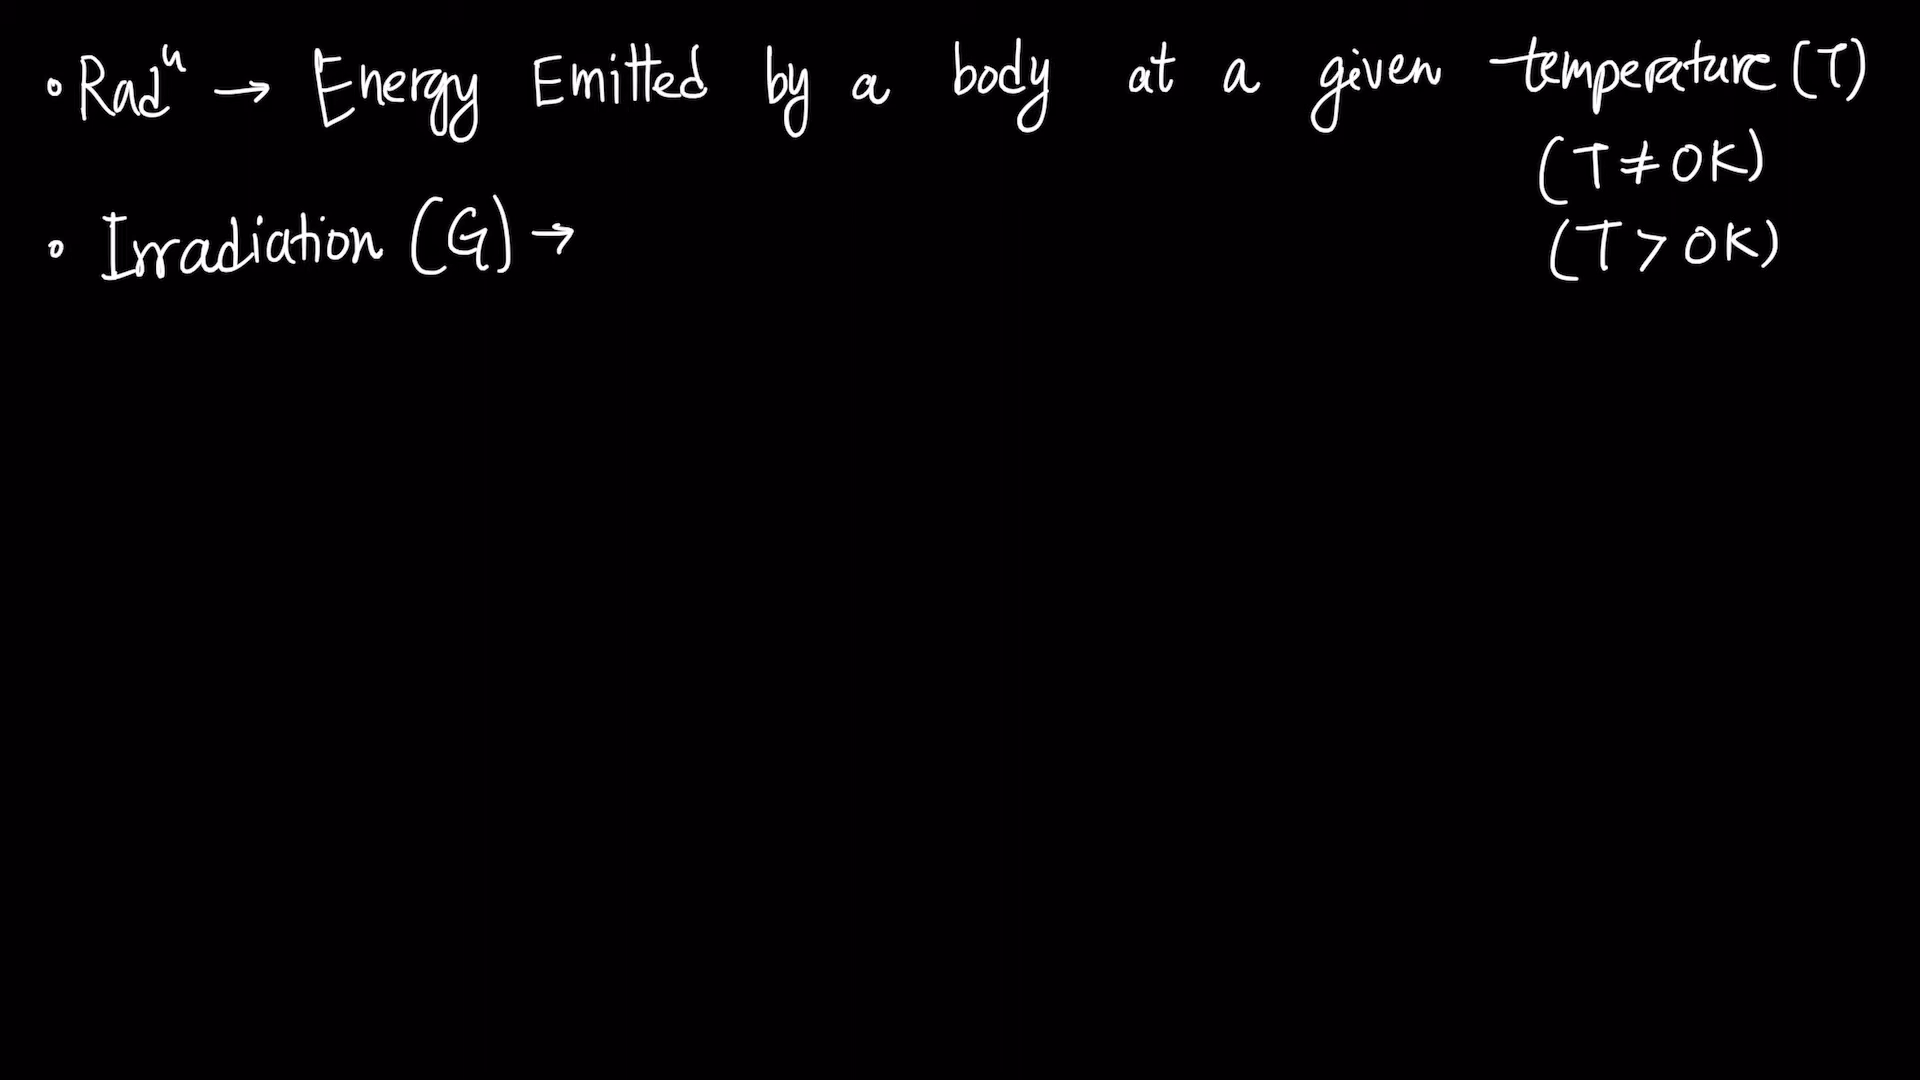 • Radⁿ → Energy Emitted by a body at a given temperature (T)
(T ≠ 0K)
(T > 0K)
• Irradiation (G) →